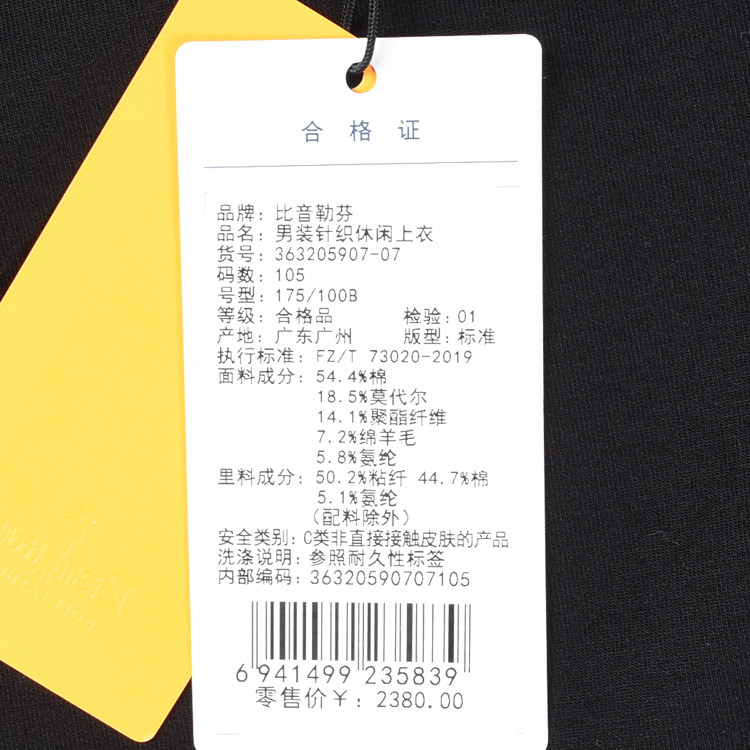 合格证
品牌: 比音勒芬
品名: 男装针织休闲上衣
货号: 363205907-07
码数: 105
号型: 175/100B
等级: 合格品 检验: 01
产地: 广东广州 版型: 标准
执行标准: FZ/T 73020-2019
面料成分: 54.4%棉
18.5%莫代尔
14.1%聚酯纤维
7.2%绵羊毛
5.8%氨纶
里料成分: 50.2%粘纤 44.7%棉
5.1%氨纶
(配料除外)
安全类别: C类非直接接触皮肤的产品
洗涤说明: 参照耐久性标签
内部编码: 36320590707105
6 941499 235839
零售价¥: 2380.00